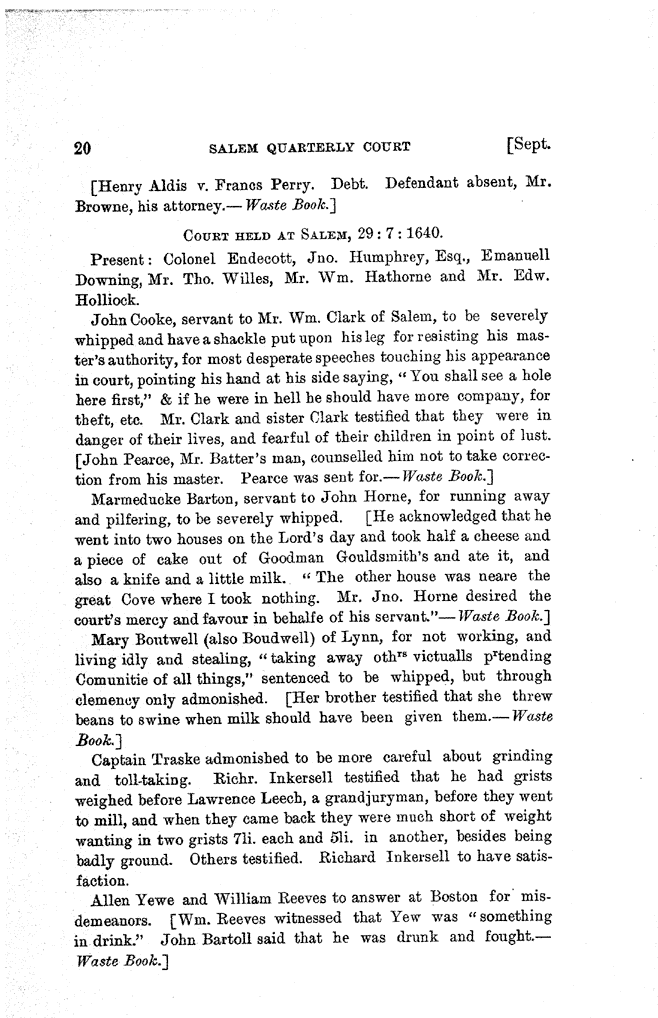 20 SALEM QUARTERLY COURT [Sept.
[Henry Aldis v. Francs Perry. Debt. Defendant absent, Mr.
Browne, his attorney.—Waste Book.]
COURT HELD AT SALEM, 29 : 7 : 1640.
Present: Colonel Endecott, Jno. Humphrey, Esq., Emanuell
Downing, Mr. Tho. Willes, Mr. Wm. Hathorne and Mr. Edw.
Holliock.
John Cooke, servant to Mr. Wm. Clark of Salem, to be severely
whipped and have a shackle put upon his leg for resisting his mas-
ter's authority, for most desperate speeches touching his appearance
in court, pointing his hand at his side saying, "You shall see a hole
here first," & if he were in hell he should have more company, for
theft, etc. Mr. Clark and sister Clark testified that they were in
danger of their lives, and fearful of their children in point of lust.
[John Pearce, Mr. Batter's man, counselled him not to take correc-
tion from his master. Pearce was sent for.—Waste Book.]
Marmeducke Barton, servant to John Horne, for running away
and pilfering, to be severely whipped. [He acknowledged that he
went into two houses on the Lord's day and took half a cheese and
a piece of cake out of Goodman Gouldsmith's and ate it, and
also a knife and a little milk. "The other house was neare the
great Cove where I took nothing. Mr. Jno. Horne desired the
court's mercy and favour in behalfe of his servant."—Waste Book.]
Mary Boutwell (also Boudwell) of Lynn, for not working, and
living idly and stealing, "taking away othʳˢ victualls pʳtending
Comunitie of all things," sentenced to be whipped, but through
clemency only admonished. [Her brother testified that she threw
beans to swine when milk should have been given them.—Waste
Book.]
Captain Traske admonished to be more careful about grinding
and toll-taking. Richr. Inkersell testified that he had grists
weighed before Lawrence Leech, a grandjuryman, before they went
to mill, and when they came back they were much short of weight
wanting in two grists 7li. each and 5li. in another, besides being
badly ground. Others testified. Richard Inkersell to have satis-
faction.
Allen Yewe and William Reeves to answer at Boston for mis-
demeanors. [Wm. Reeves witnessed that Yew was "something
in drink." John Bartoll said that he was drunk and fought.—
Waste Book.]